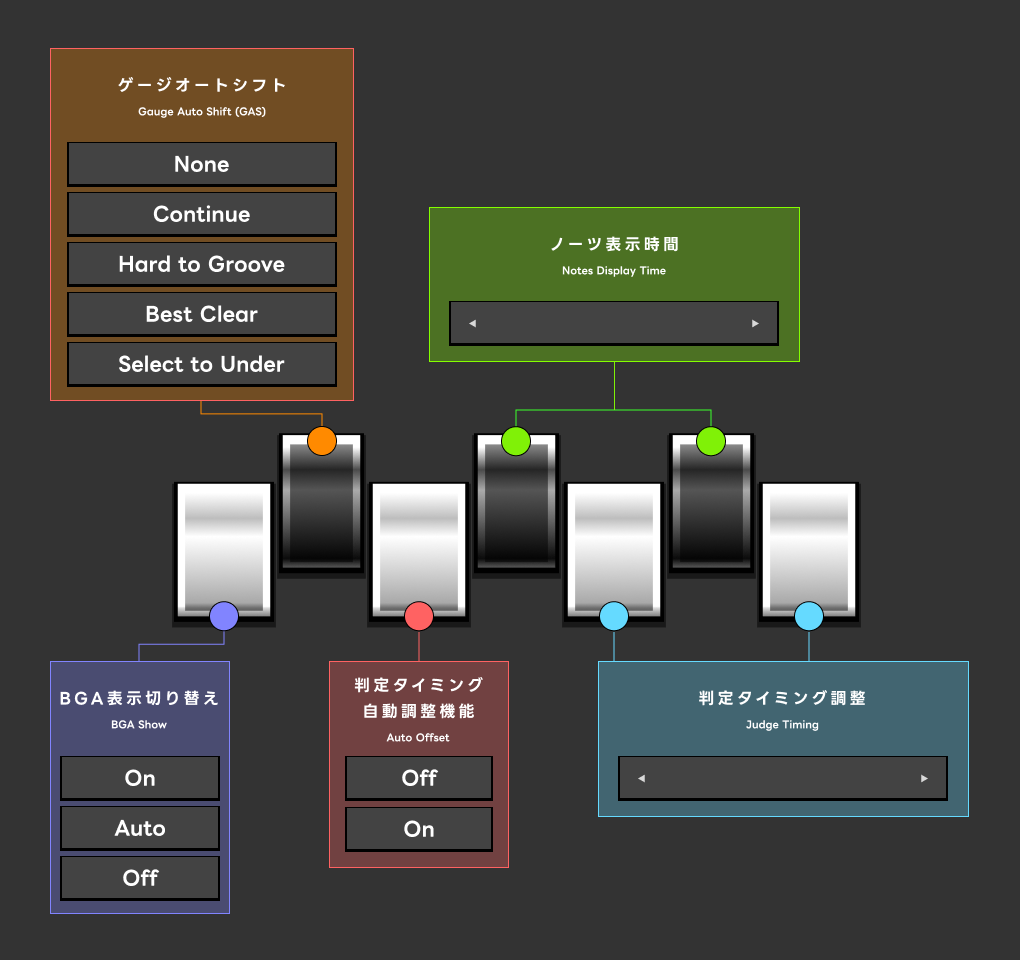 ゲージオートシフト
Gauge Auto Shift (GAS)
None
Continue
Hard to Groove
Best Clear
Select to Under
ノーツ表示時間
Notes Display Time
BGA表示切り替え
BGA Show
On
Auto
Off
判定タイミング
自動調整機能
Auto Offset
Off
On
判定タイミング調整
Judge Timing